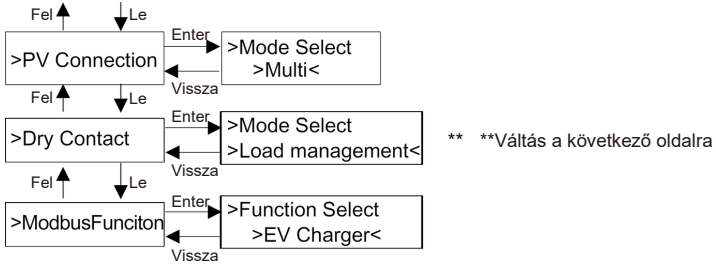 Fel Le
Enter
>PV Connection >Mode Select
>Multi<
Vissza
Fel Le
Enter
>Dry Contact >Mode Select
>Load management<
** **Váltás a következő oldalra
Vissza
Fel Le
Enter
>ModbusFunciton >Function Select
>EV Charger<
Vissza